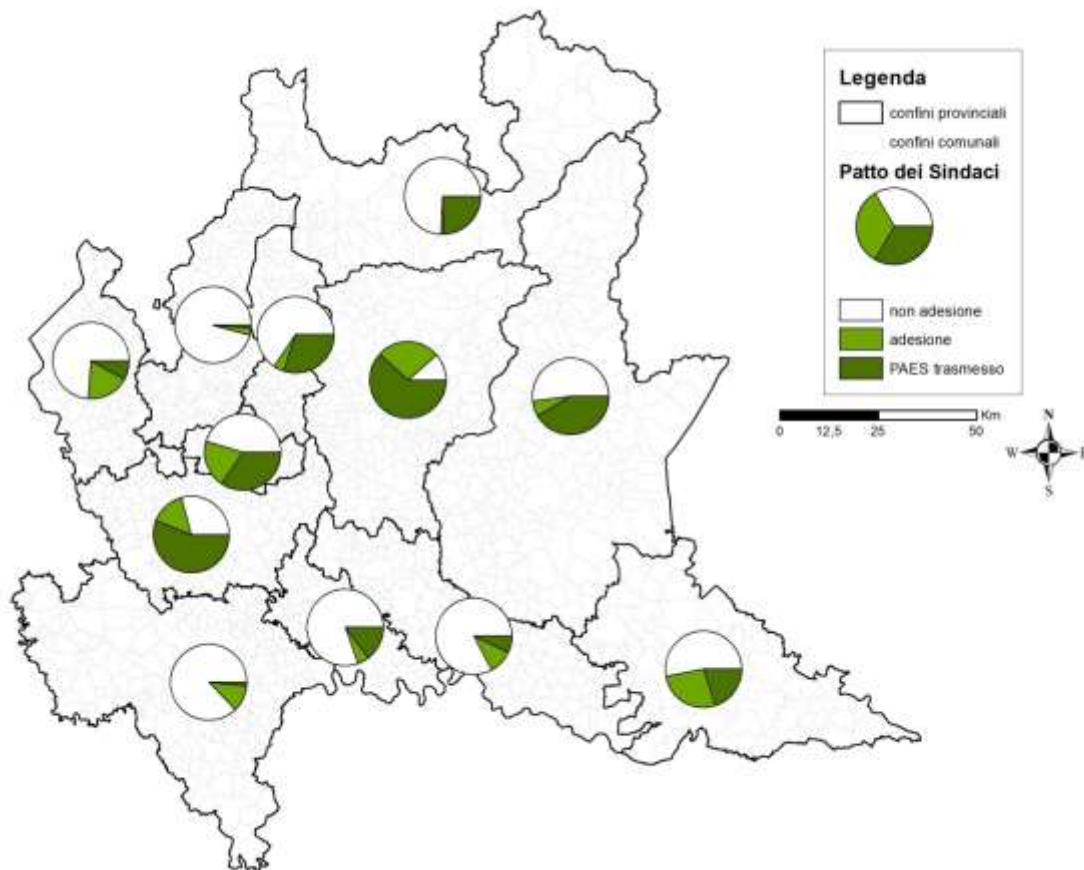 Legenda
confini provinciali
confini comunali
Patto dei Sindaci
non adesione
adesione
PAES trasmesso
Km
0 12,5 25 50
N
W E
S